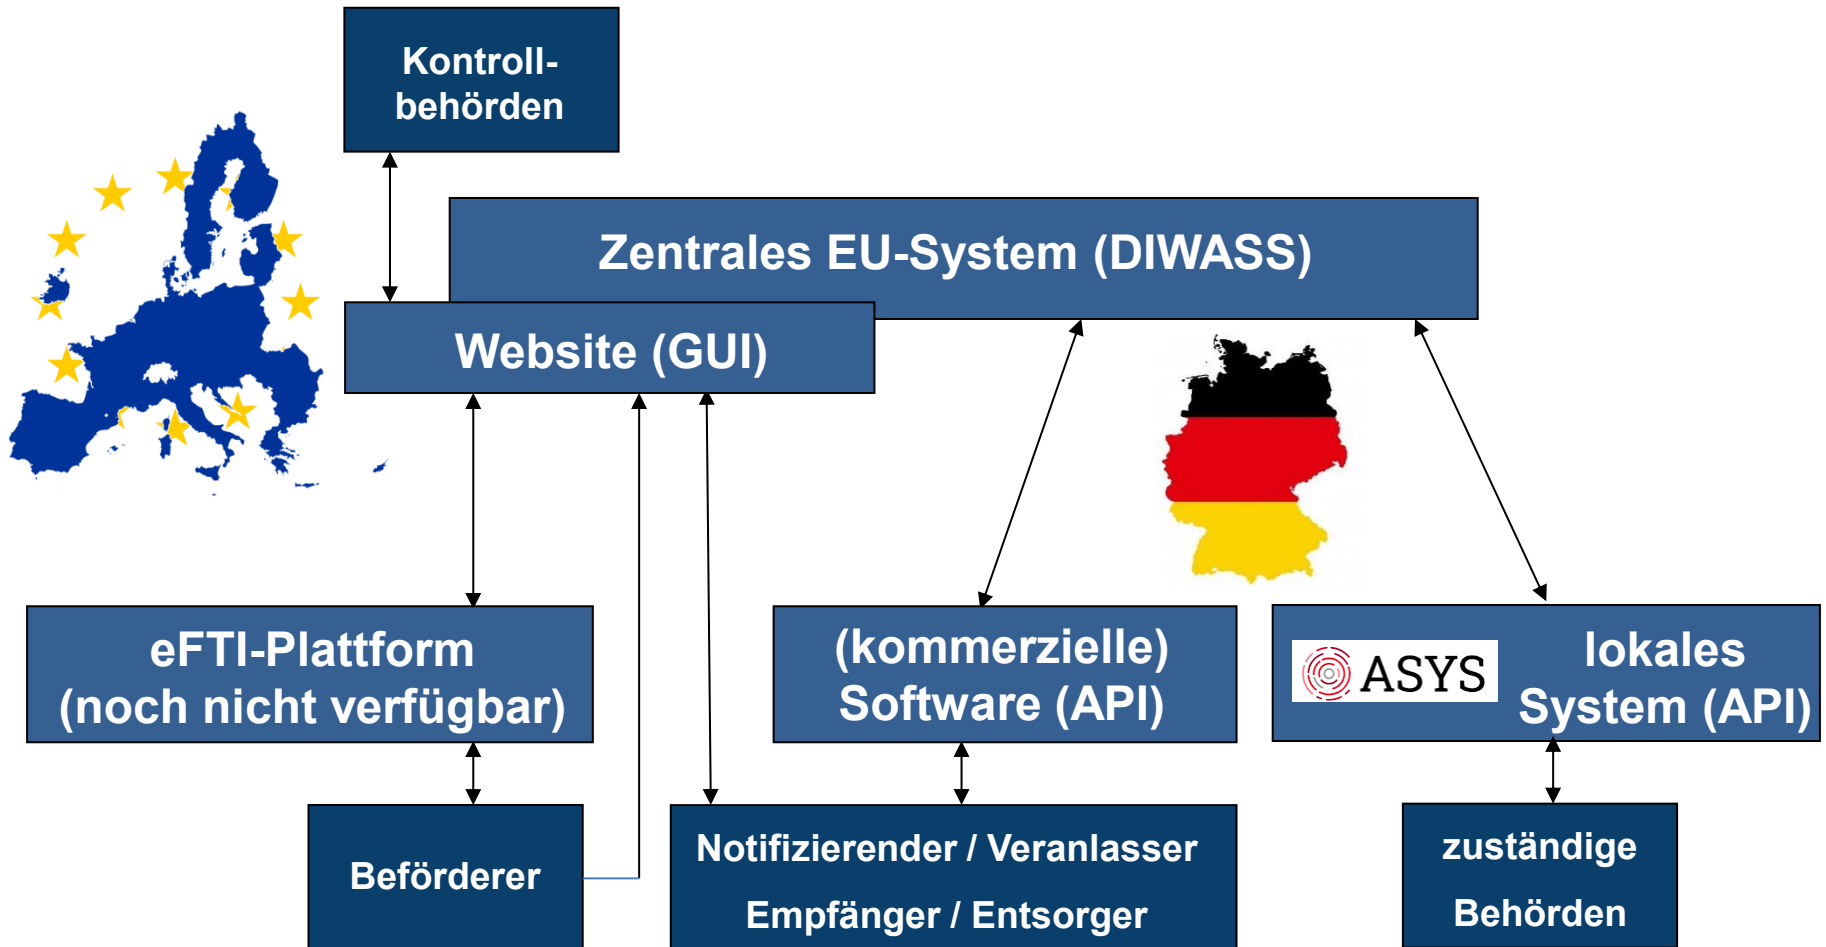 Kontroll-
behörden
Zentrales EU-System (DIWASS)
Website (GUI)
eFTI-Plattform
(noch nicht verfügbar)
(kommerzielle)
Software (API)
ASYS
lokales
System (API)
Beförderer
Notifizierender / Veranlasser
Empfänger / Entsorger
zuständige
Behörden